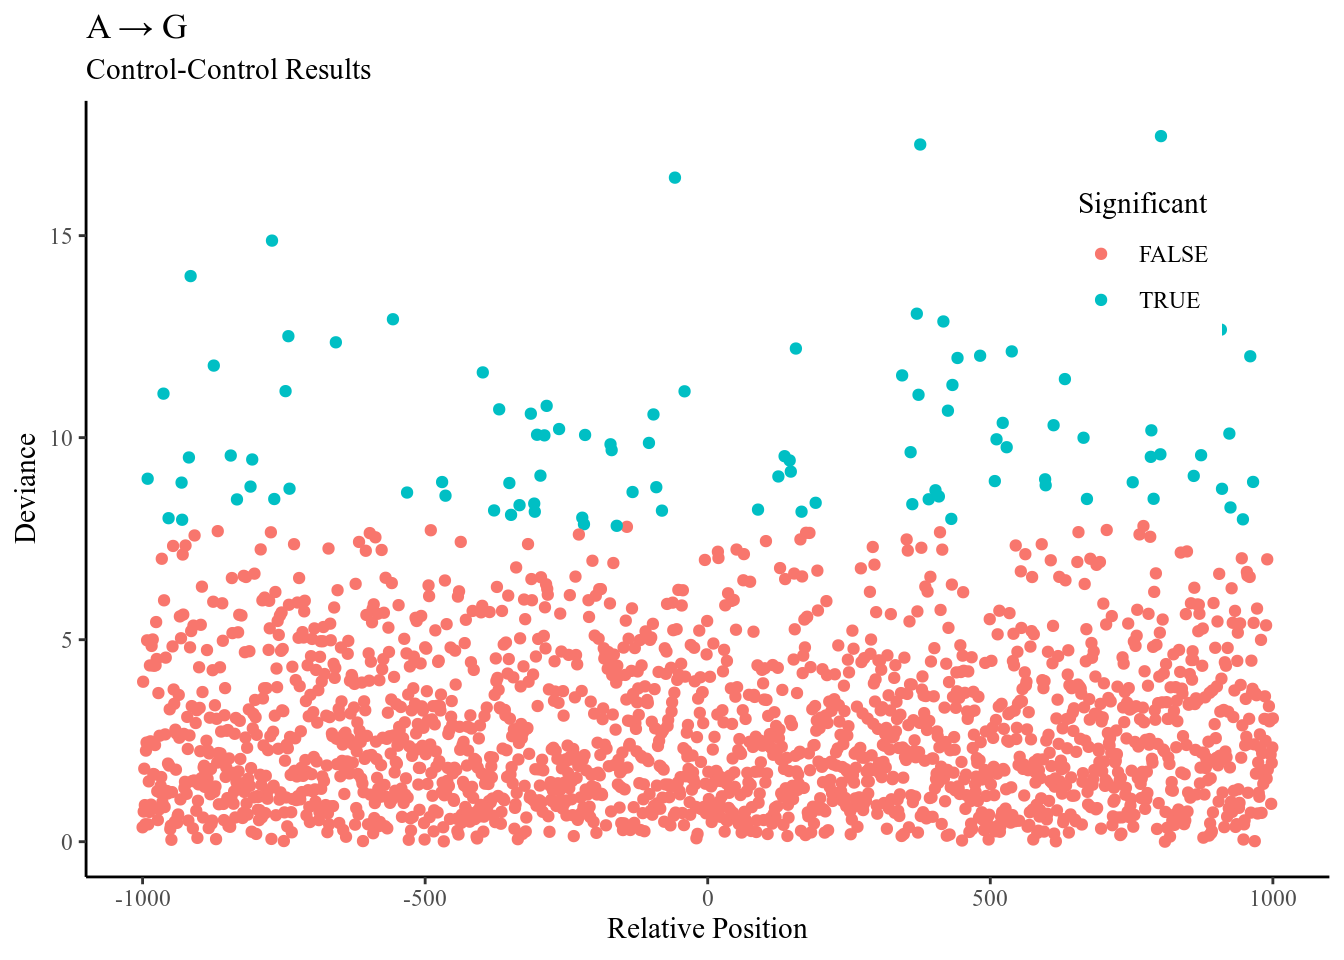 A → G
Control-Control Results
Significant
FALSE
TRUE
15
10
5
0
Deviance
-1000
-500
0
500
1000
Relative Position